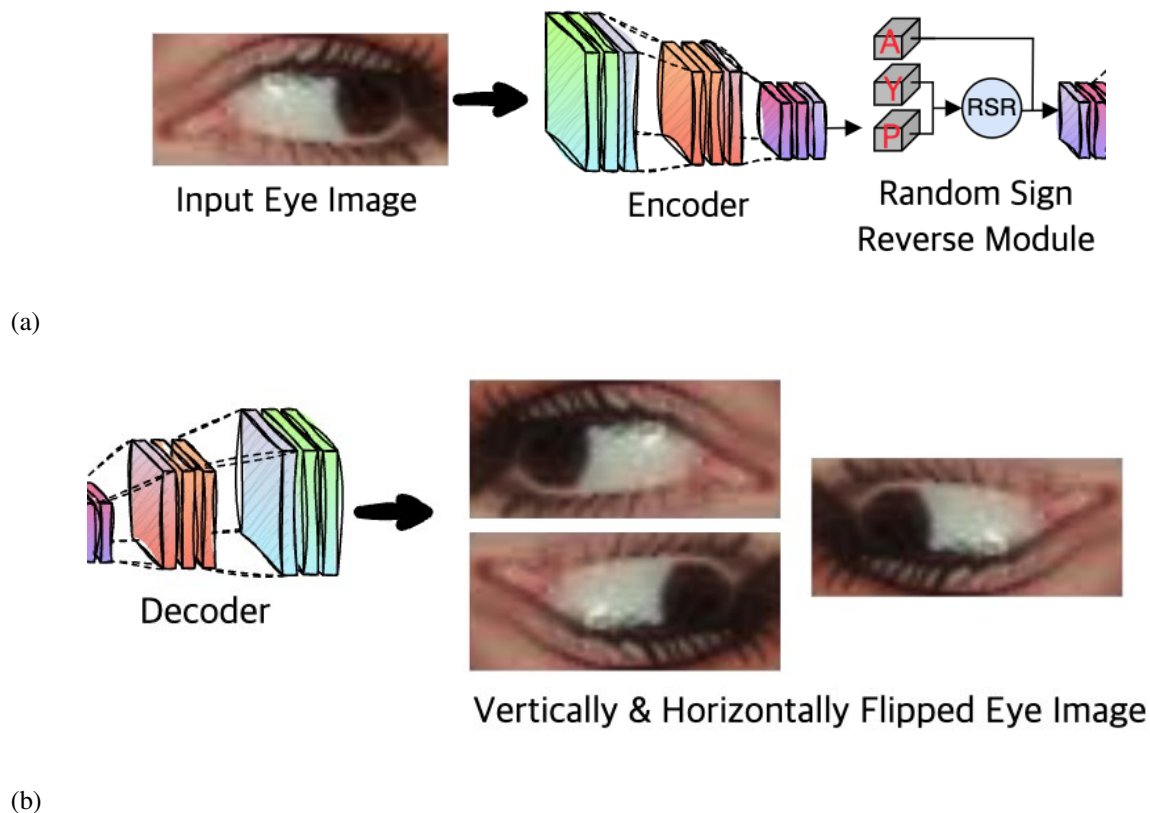 A
Y
P
RSR
Input Eye Image
Encoder
Random Sign
Reverse Module
(a)
Decoder
Vertically & Horizontally Flipped Eye Image
(b)